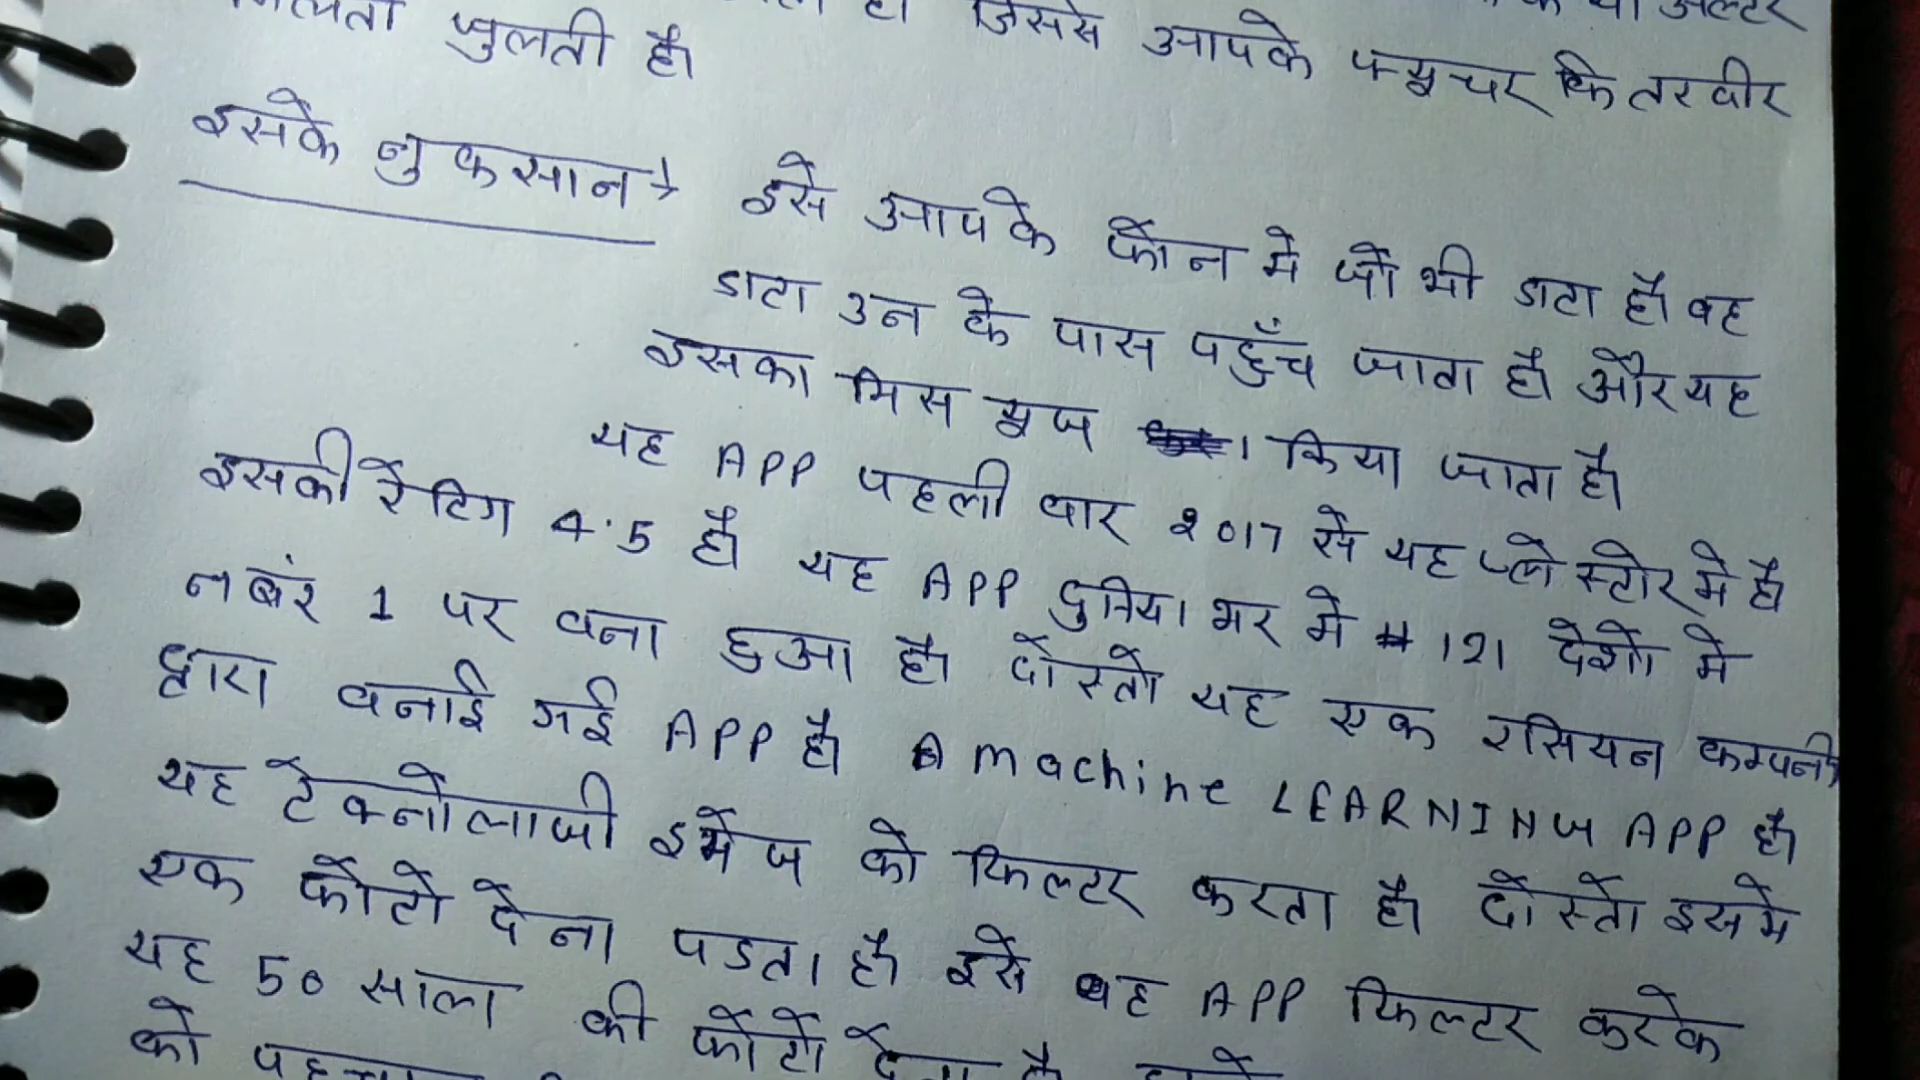 जिससे आपके फ्यूचर कि तस्वीर
जुलती है।
इसके नुकसान → इसे आपके फोन मे जो भी डाटा है वह
डाटा उन के पास पहुँच जाता है और यह
इसका मिस यूज किया जाता है।
यह APP पहली बार 2017 से यह प्ले स्टोर मे है
इसकी रेटिग 4.5 है यह APP दुनिया भर मे # 121 देशो मे
नबंर 1 पर बना हुआ है। दोस्तो यह एक रसियन कम्पनी
द्वारा बनाई गई APP है A machine LEARNING APP है
यह टेक्नोलाजी इमेज को फिल्टर करता है। दोस्तो इसमे
एक फोटो देना पडता है। इसे यह APP फिल्टर करके
यह 50 साल की फोटो देता है
को